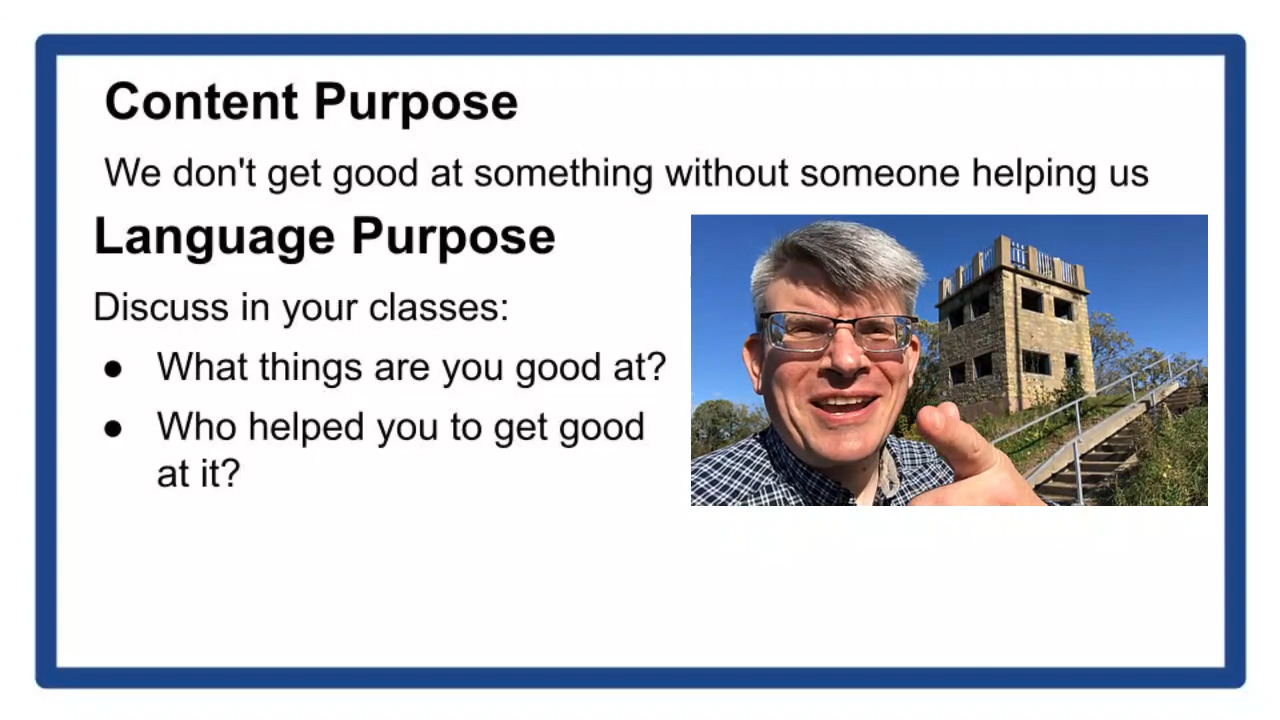 Content Purpose
We don't get good at something without someone helping us
Language Purpose
Discuss in your classes:
● What things are you good at?
● Who helped you to get good
at it?